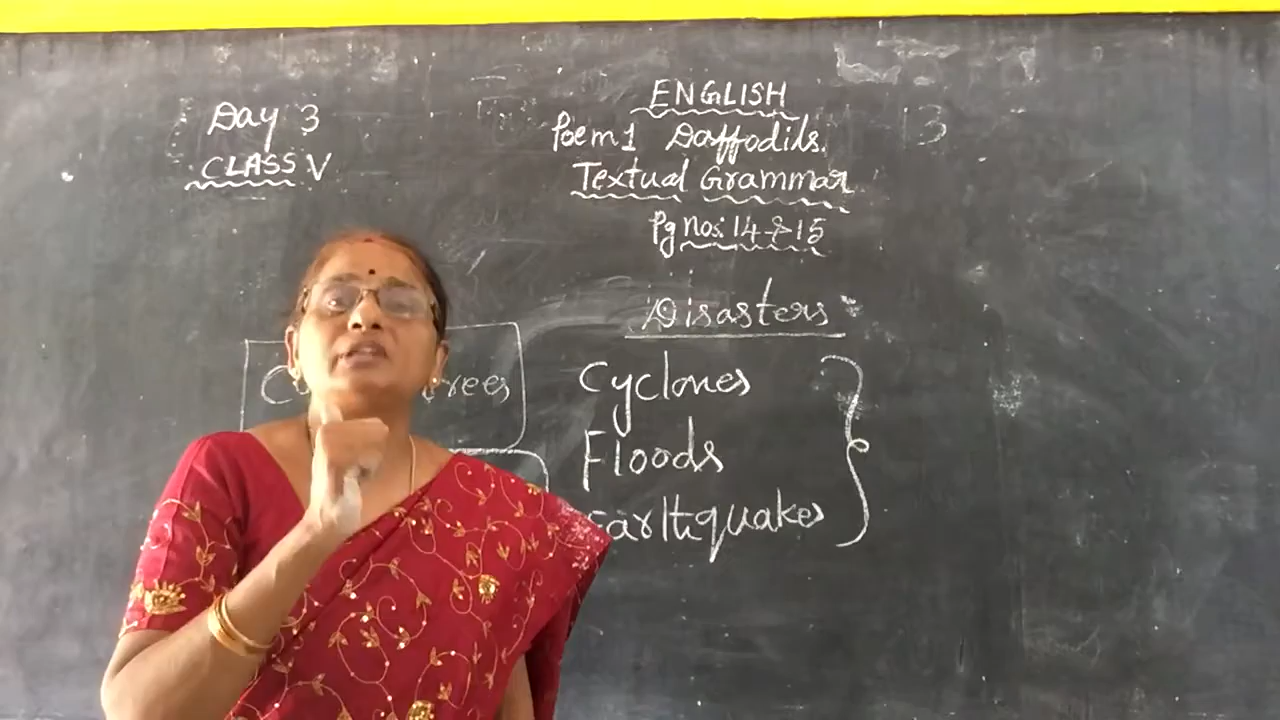 Day 3
CLASS V
ENGLISH
Poem 1 Daffodils.
Textual Grammar
Pg nos: 14 & 15
Disasters
Cyclones
Floods
Earthquakes